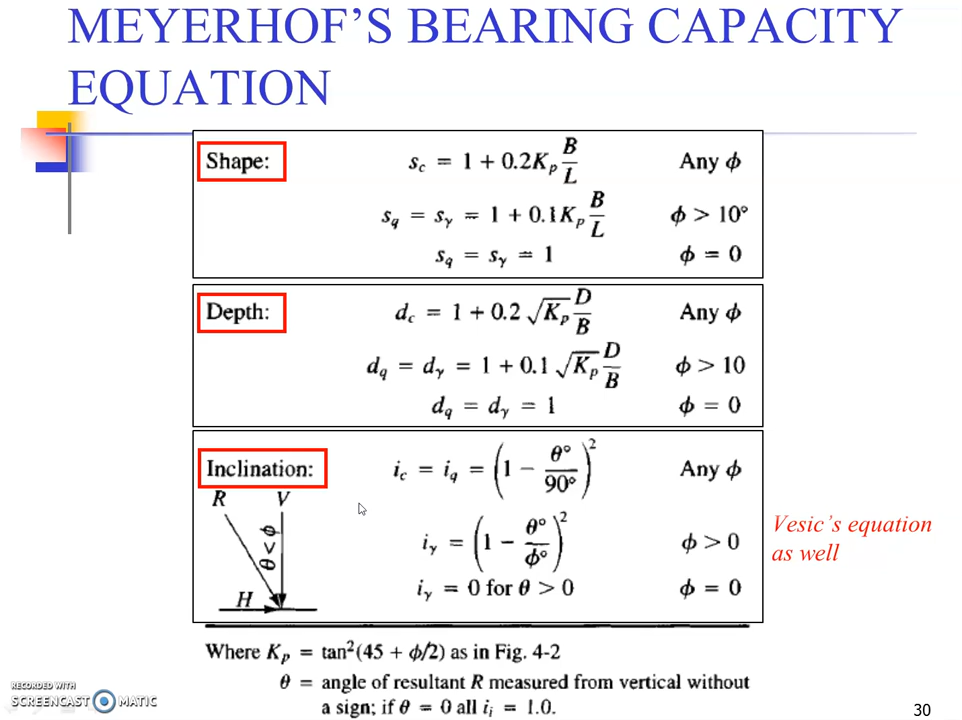 MEYERHOF'S BEARING CAPACITY
EQUATION
Shape: s_c = 1 + 0.2K_p B/L Any ϕ
s_q = s_γ = 1 + 0.1K_p B/L ϕ > 10°
s_q = s_γ = 1 ϕ = 0
Depth: d_c = 1 + 0.2 √K_p D/B Any ϕ
d_q = d_γ = 1 + 0.1 √K_p D/B ϕ > 10
d_q = d_γ = 1 ϕ = 0
Inclination: i_c = i_q = (1 − θ°/90°)² Any ϕ
R V
θ < ϕ
i_γ = (1 − θ°/ϕ°)² ϕ > 0
H i_γ = 0 for θ > 0 ϕ = 0
Vesic's equation
as well
Where K_p = tan²(45 + ϕ/2) as in Fig. 4-2
θ = angle of resultant R measured from vertical without
a sign; if θ = 0 all i_i = 1.0.
RECORDED WITH
SCREENCAST MATIC
30